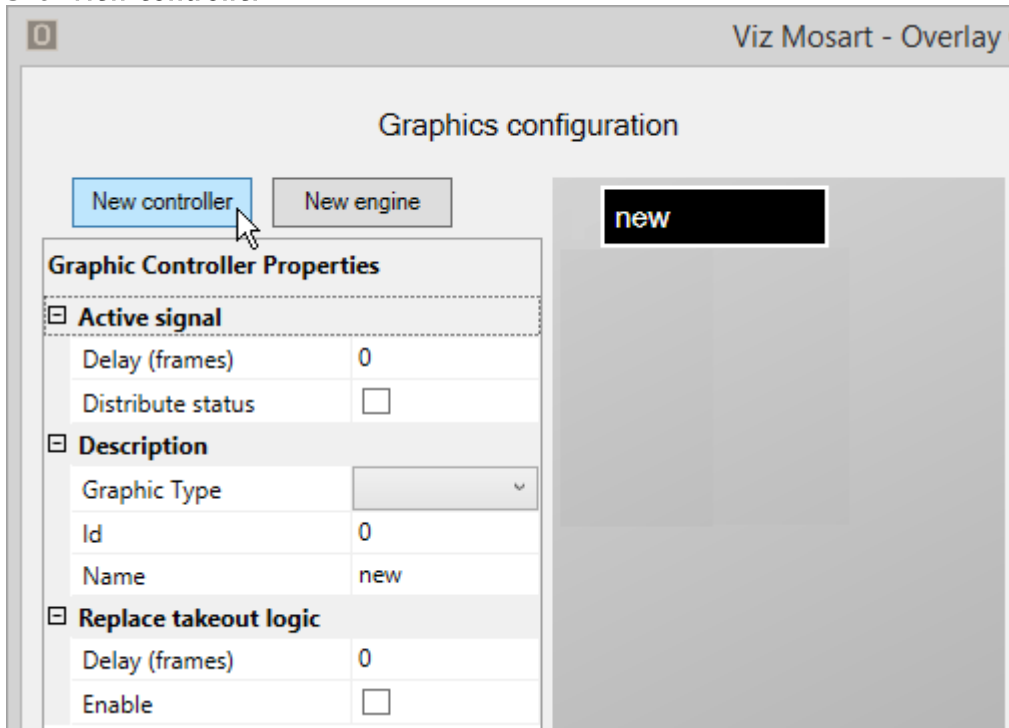 Viz Mosart - Overlay
Graphics configuration
New controller New engine
new
Graphic Controller Properties
Active signal
Delay (frames) 0
Distribute status
Description
Graphic Type
Id 0
Name new
Replace takeout logic
Delay (frames) 0
Enable